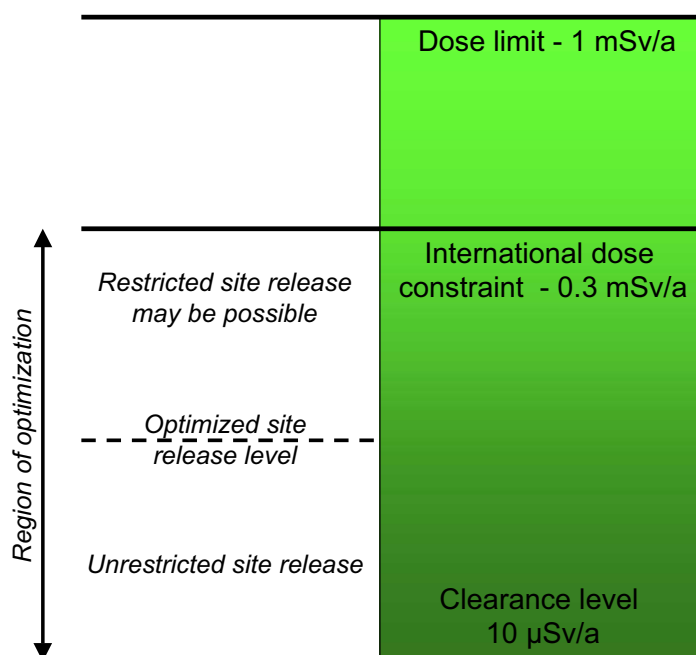 Dose limit - 1 mSv/a
International dose
constraint - 0.3 mSv/a
Restricted site release
may be possible
Region of optimization
Optimized site
release level
Unrestricted site release
Clearance level
10 µSv/a